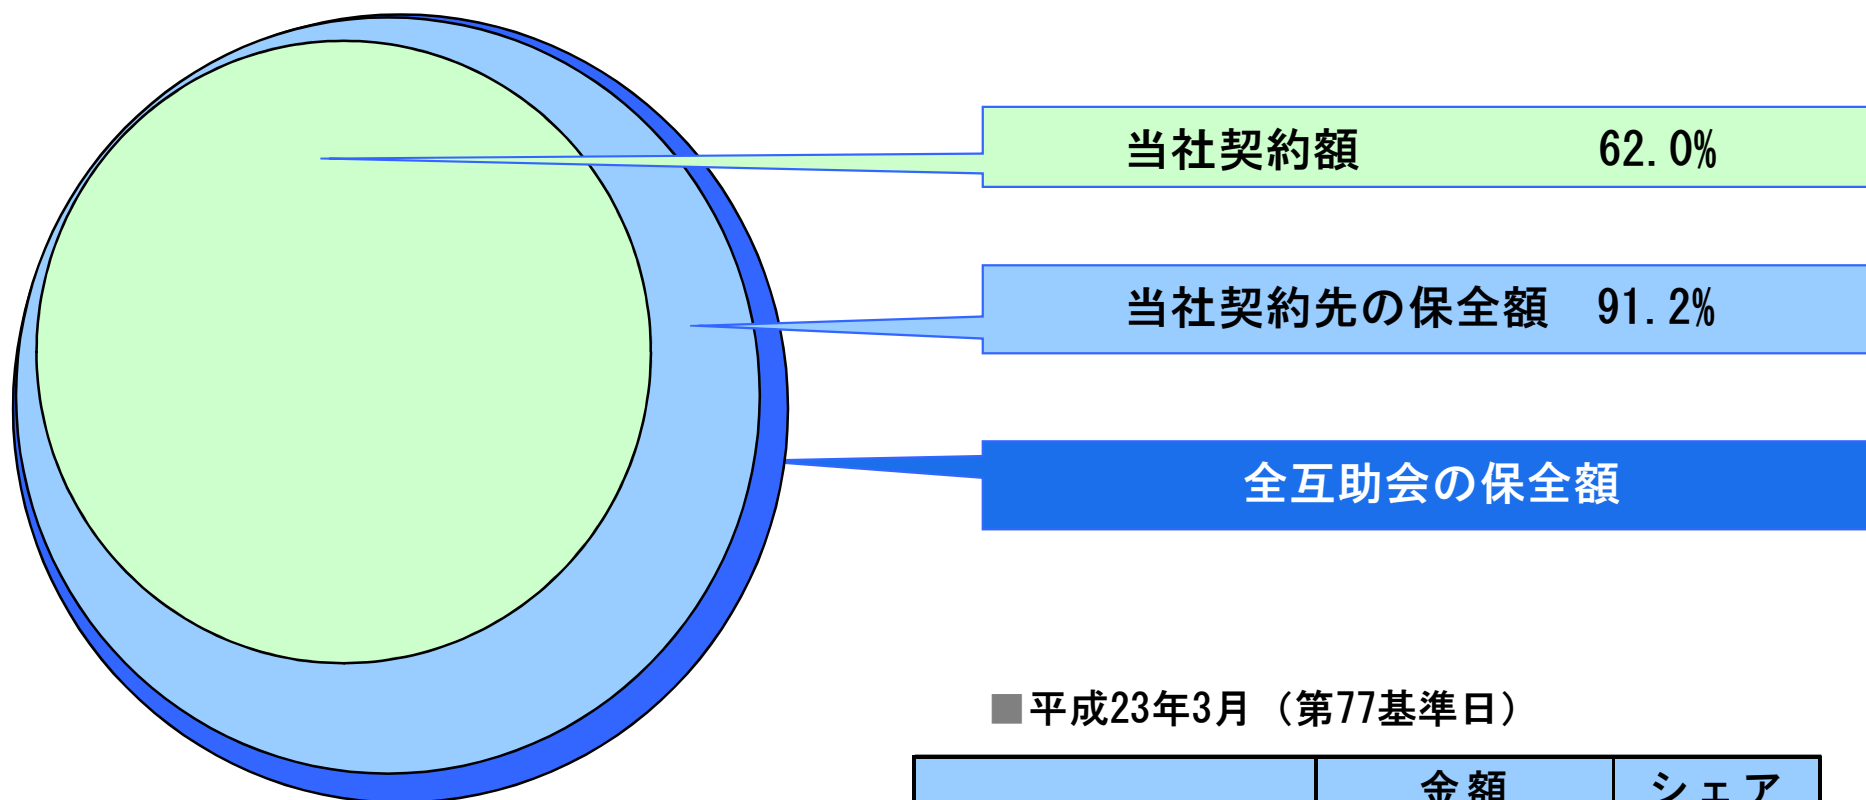 当社契約額 62.0%
当社契約先の保全額 91.2%
全互助会の保全額
■平成23年3月（第77基準日）
金額 シェア